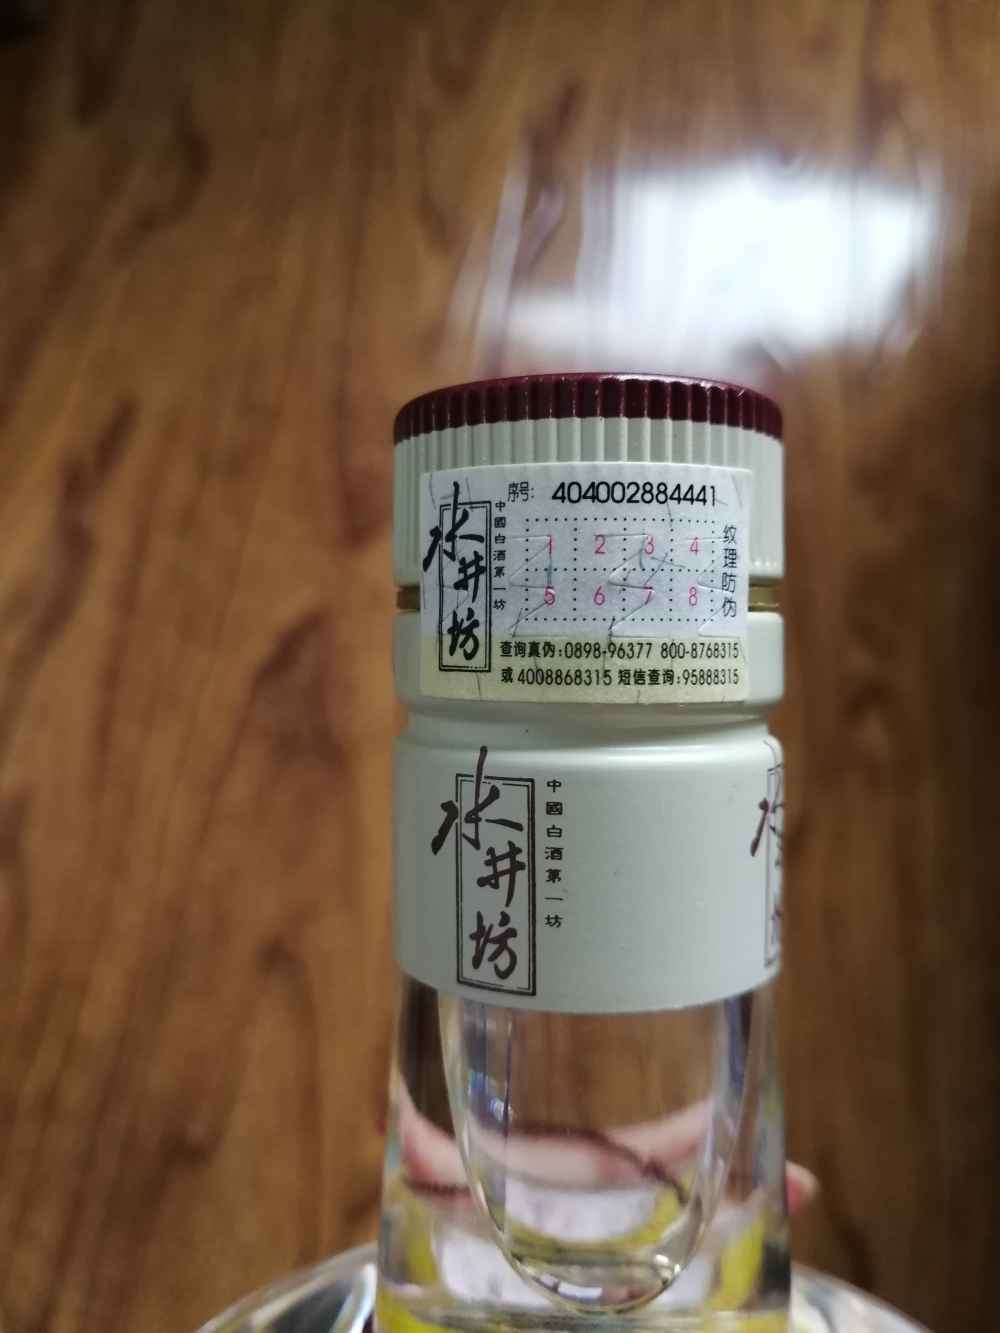 序号: 404002884441
水井坊
中國白酒第一坊
1 2 3 4
5 6 7 8
纹理防伪
查询真伪:0898-96377 800-8768315
或4008868315 短信查询:95888315
水井坊
中國白酒第一坊